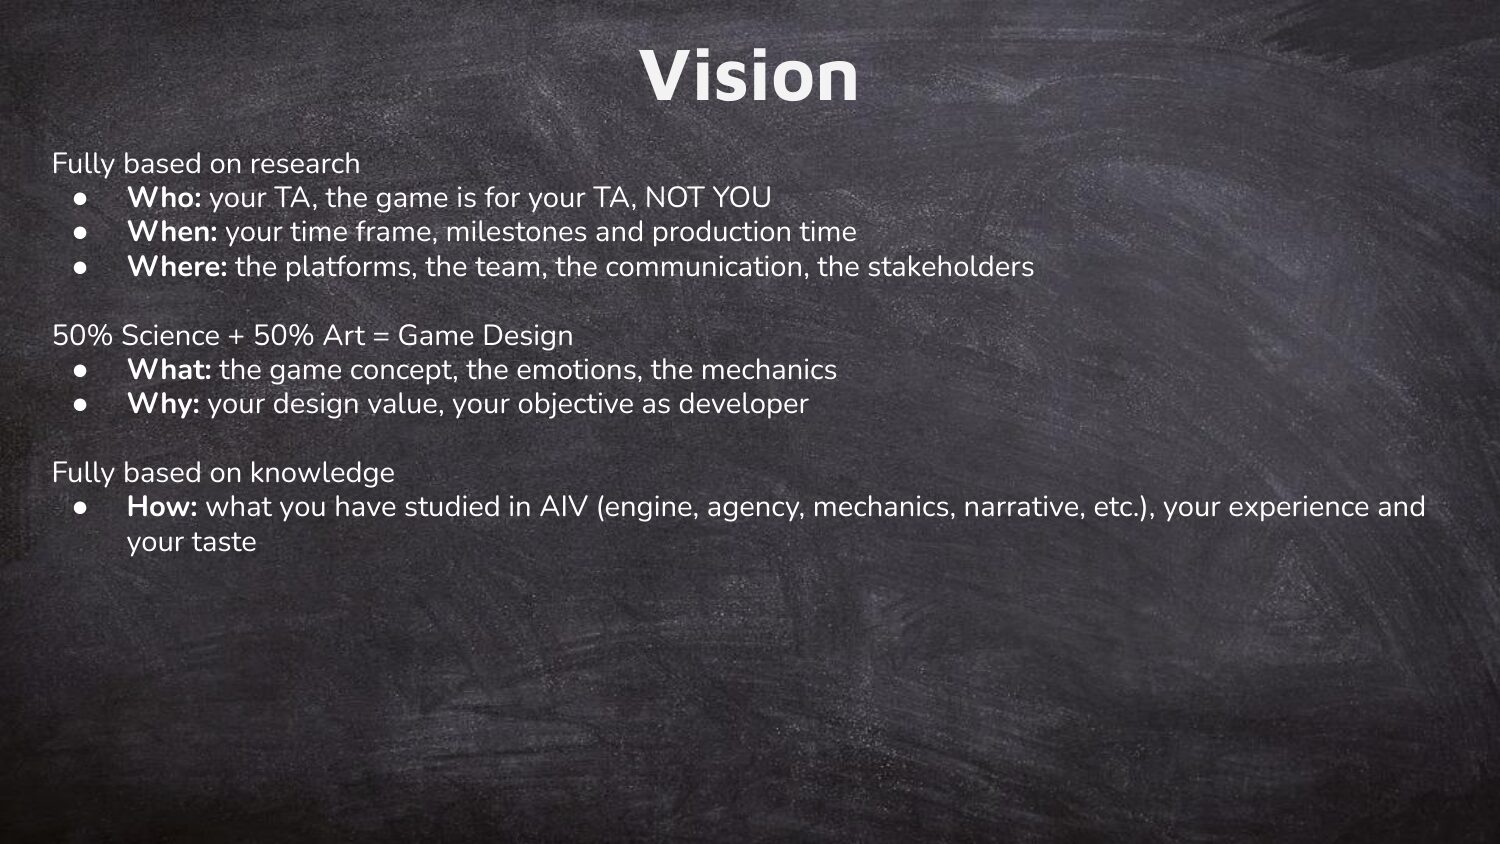 Vision
Fully based on research
● Who: your TA, the game is for your TA, NOT YOU
● When: your time frame, milestones and production time
● Where: the platforms, the team, the communication, the stakeholders
50% Science + 50% Art = Game Design
● What: the game concept, the emotions, the mechanics
● Why: your design value, your objective as developer
Fully based on knowledge
● How: what you have studied in AIV (engine, agency, mechanics, narrative, etc.), your experience and
your taste